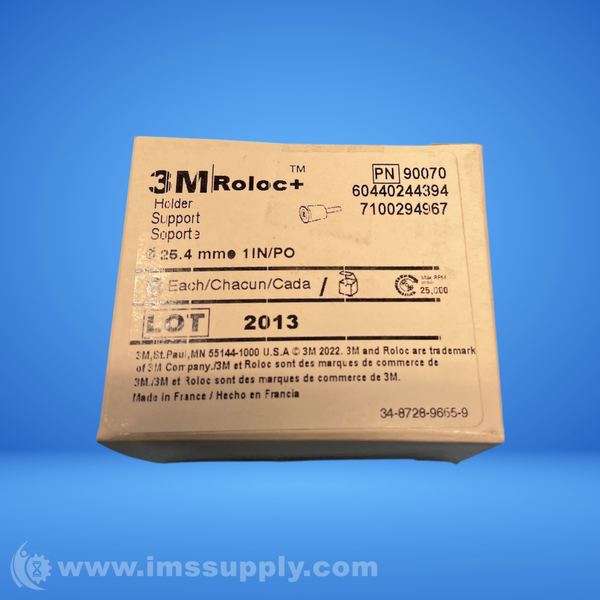 3M Roloc+™
PN 90070
60440244394
7100294967
Holder
Support
Soporte
25.4 mm 1IN/PO
Each/Chacun/Cada /
Max RPM
25,000
LOT 2013
3M,St.Paul,MN 55144-1000 U.S.A © 3M 2022. 3M and Roloc are trademark
of 3M Company./3M et Roloc sont des marques de commerce de
3M./3M et Roloc sont des marques de commerce de 3M.
Made in France / Hecho en Francia
34-8728-9665-9
www.imssupply.com